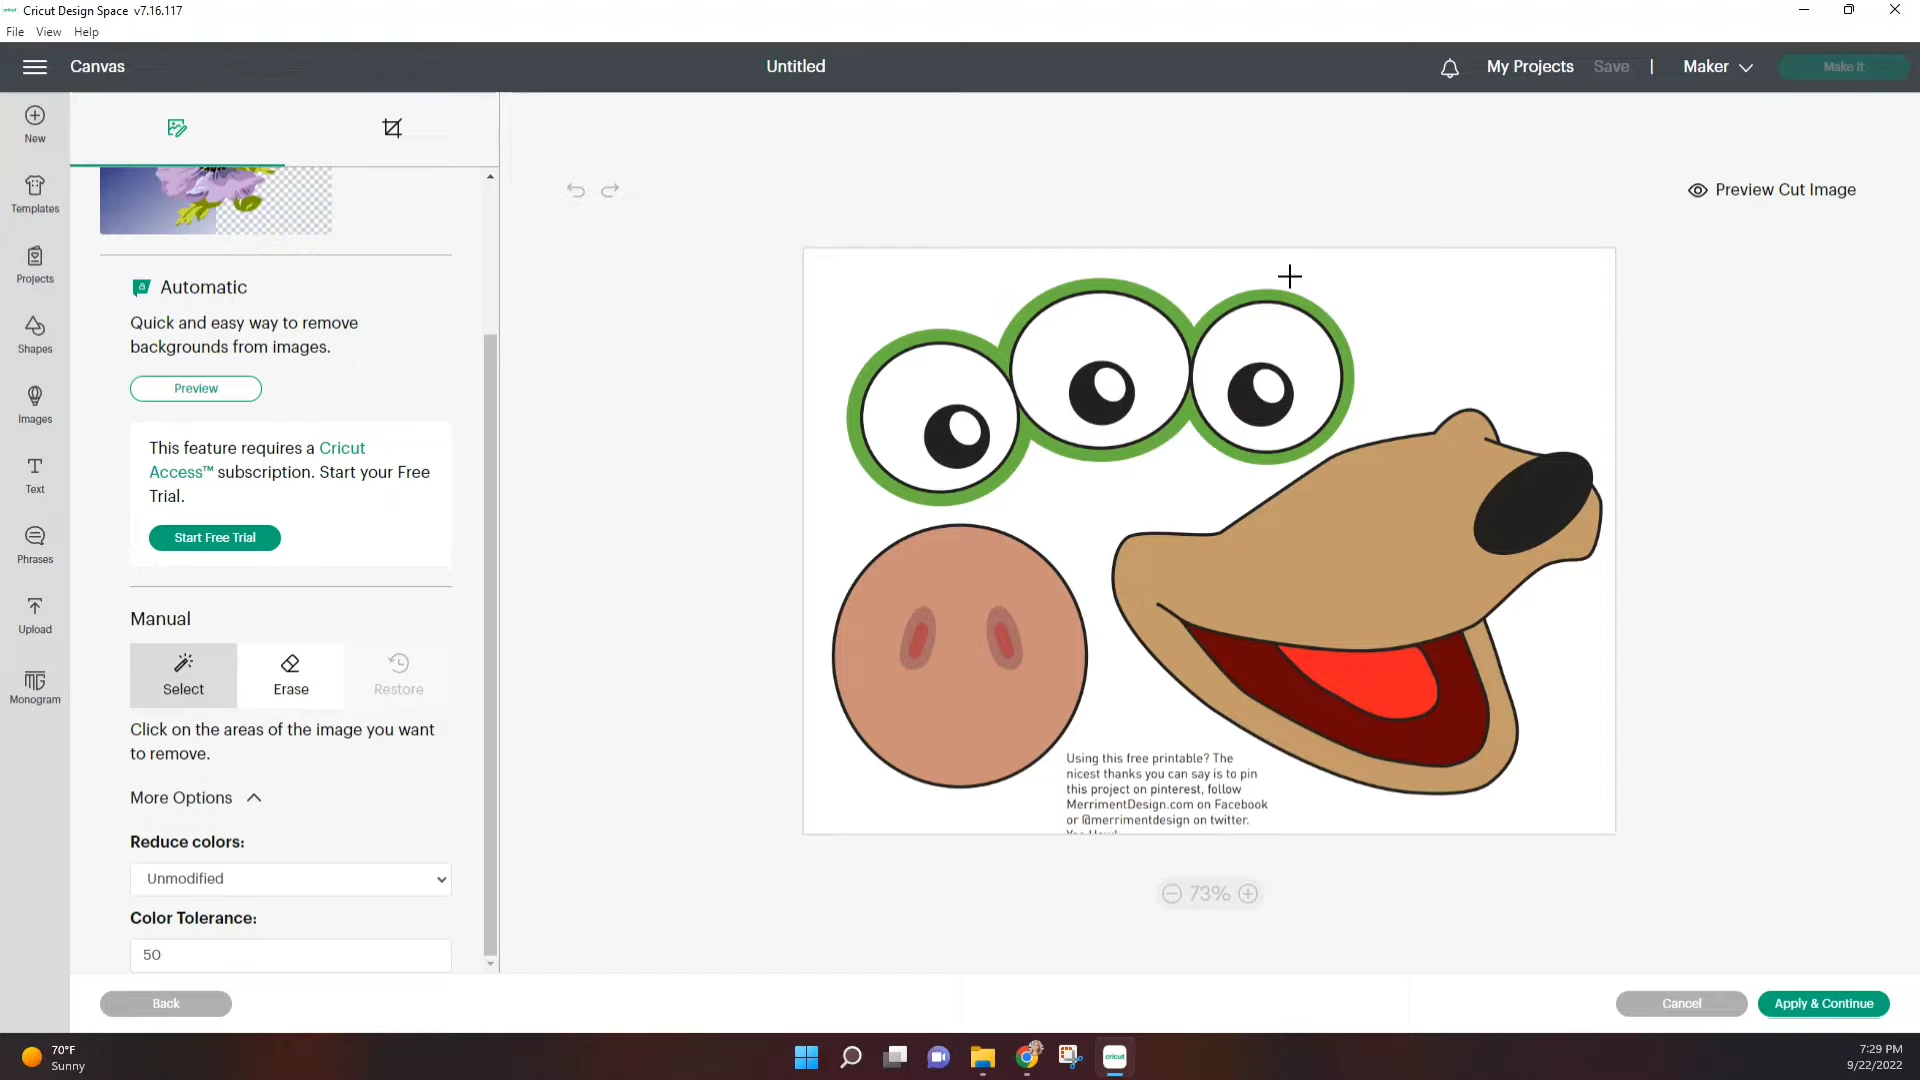 Cricut Design Space v7.16.117
File View Help
Canvas
Untitled
My Projects Save | Maker
Make It
New
Templates
Projects
Shapes
Images
Text
Phrases
Upload
Monogram
Automatic
Quick and easy way to remove
backgrounds from images.
Preview
This feature requires a Cricut
Access™ subscription. Start your Free
Trial.
Start Free Trial
Manual
Select
Erase
Restore
Click on the areas of the image you want
to remove.
More Options
Reduce colors:
Unmodified
Color Tolerance:
50
Back
Preview Cut Image
Using this free printable? The
nicest thanks you can say is to pin
this project on pinterest, follow
MerrimentDesign.com on Facebook
or @merrimentdesign on twitter.
73%
Cancel
Apply & Continue
70°F
Sunny
cricut
7:29 PM
9/22/2022